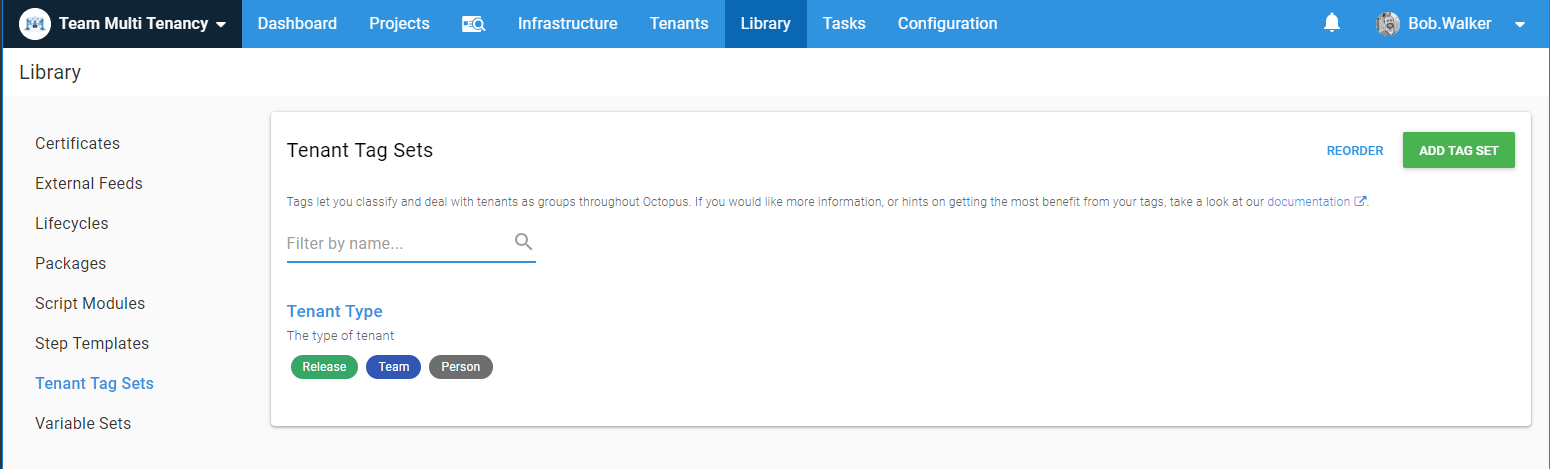 Team Multi Tenancy Dashboard Projects Infrastructure Tenants Library Tasks Configuration Bob.Walker
Library
Certificates
External Feeds
Lifecycles
Packages
Script Modules
Step Templates
Tenant Tag Sets
Variable Sets
Tenant Tag Sets REORDER ADD TAG SET
Tags let you classify and deal with tenants as groups throughout Octopus. If you would like more information, or hints on getting the most benefit from your tags, take a look at our documentation.
Filter by name...
Tenant Type
The type of tenant
Release Team Person